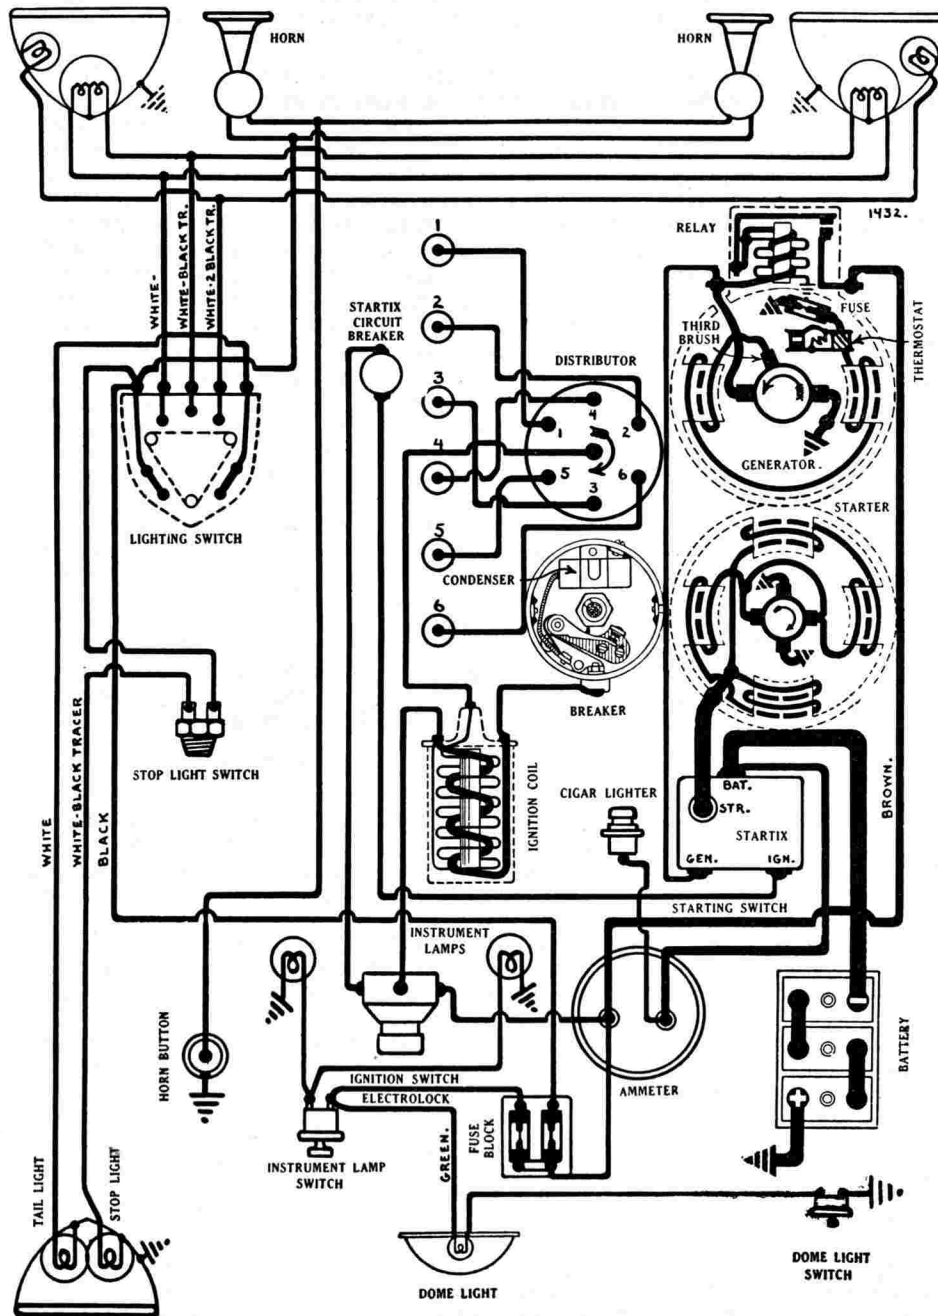 HORN
HORN
1432.
RELAY
FUSE
THIRD
BRUSH
THERMOSTAT
GENERATOR.
WHITE-
WHITE-BLACK TR.
WHITE-2 BLACK TR.
STARTIX
CIRCUIT
BREAKER
1
2
3
4
5
6
DISTRIBUTOR
4
1
2
5
6
3
LIGHTING SWITCH
STARTER
CONDENSER
BREAKER
STOP LIGHT SWITCH
WHITE
WHITE-BLACK TRACER
BLACK
IGNITION COIL
CIGAR LIGHTER
BAT.
STR.
STARTIX
GEN.
IGN.
BROWN.
STARTING SWITCH
INSTRUMENT
LAMPS
HORN BUTTON
IGNITION SWITCH
ELECTROLOCK
AMMETER
BATTERY
INSTRUMENT LAMP
SWITCH
GREEN.
FUSE
BLOCK
TAIL LIGHT
STOP LIGHT
DOME LIGHT
DOME LIGHT
SWITCH